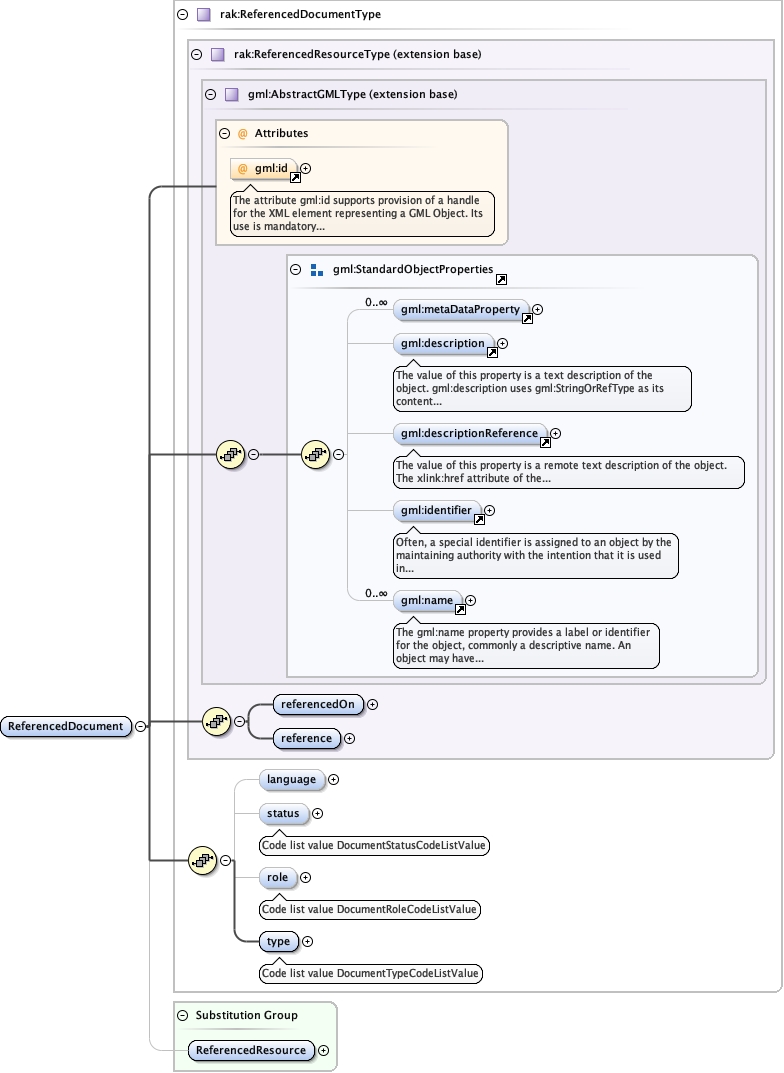 rak:ReferencedDocumentType
rak:ReferencedResourceType (extension base)
gml:AbstractGMLType (extension base)
@ Attributes
@ gml:id
The attribute gml:id supports provision of a handle
for the XML element representing a GML Object. Its
use is mandatory...
gml:StandardObjectProperties
0..∞
gml:metaDataProperty
gml:description
The value of this property is a text description of the
object. gml:description uses gml:StringOrRefType as its
content...
gml:descriptionReference
The value of this property is a remote text description of the object.
The xlink:href attribute of the...
gml:identifier
Often, a special identifier is assigned to an object by the
maintaining authority with the intention that it is used
in...
0..∞
gml:name
The gml:name property provides a label or identifier
for the object, commonly a descriptive name. An
object may have...
referencedOn
ReferencedDocument
reference
language
status
Code list value DocumentStatusCodeListValue
role
Code list value DocumentRoleCodeListValue
type
Code list value DocumentTypeCodeListValue
Substitution Group
ReferencedResource